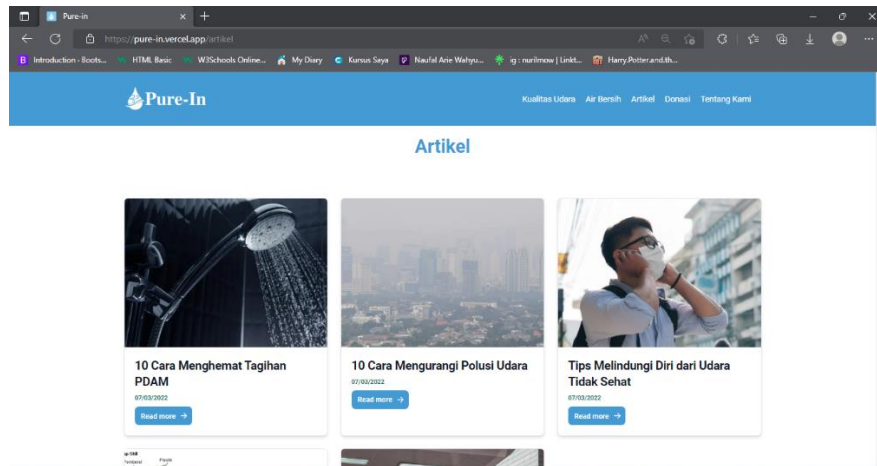 Pure-in
https://pure-in.vercel.app/artikel
Introduction - Boots... HTML Basic W3Schools Online... My Diary Kursus Saya Naufal Arie Wahyu... ig : nurilmow | Linkt... Harry.Potter.and.th...
Pure-In
Kualitas Udara Air Bersih Artikel Donasi Tentang Kami
Artikel
10 Cara Menghemat Tagihan
PDAM
07/03/2022
Read more →
10 Cara Mengurangi Polusi Udara
07/03/2022
Read more →
Tips Melindungi Diri dari Udara
Tidak Sehat
07/03/2022
Read more →